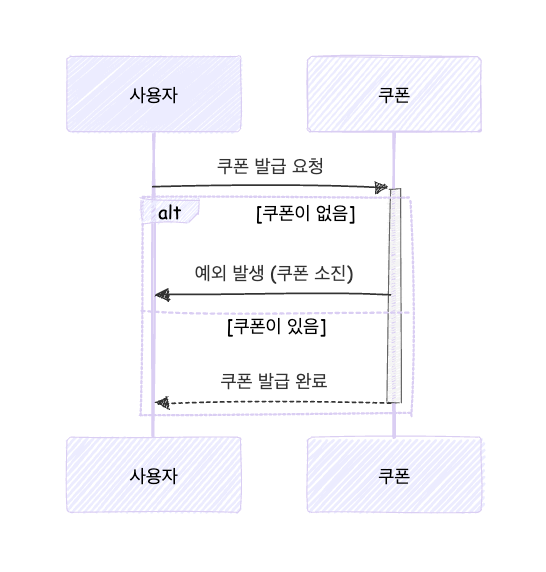 사용자
쿠폰
쿠폰 발급 요청
alt
[쿠폰이 없음]
예외 발생 (쿠폰 소진)
[쿠폰이 있음]
쿠폰 발급 완료
사용자
쿠폰